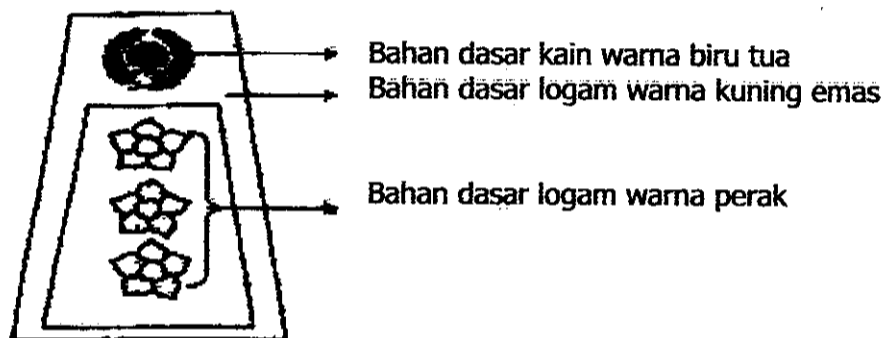 Bahan dasar kain warna biru tua
Bahan dasar logam warna kuning emas
Bahan dasar logam warna perak